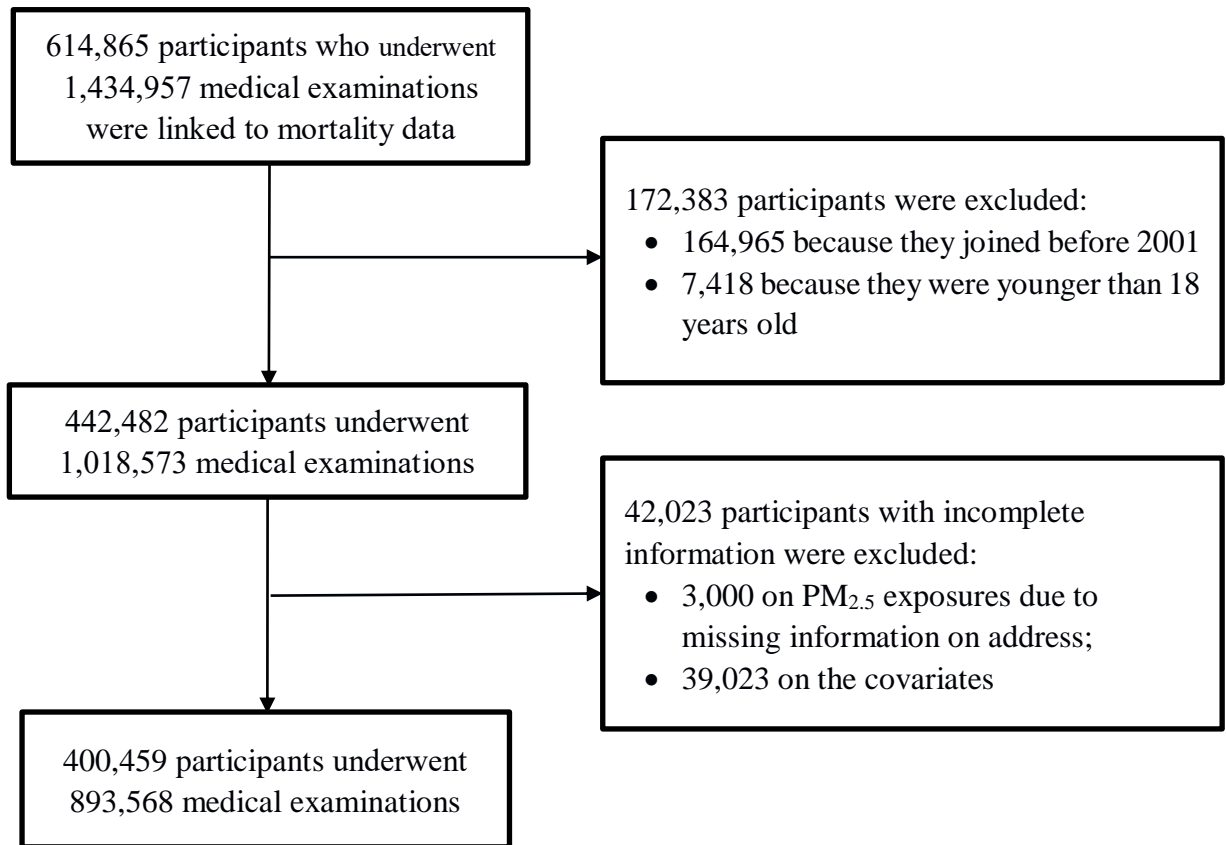 614,865 participants who underwent
1,434,957 medical examinations
were linked to mortality data
172,383 participants were excluded:
• 164,965 because they joined before 2001
• 7,418 because they were younger than 18
years old
442,482 participants underwent
1,018,573 medical examinations
42,023 participants with incomplete
information were excluded:
• 3,000 on PM₂.₅ exposures due to
missing information on address;
• 39,023 on the covariates
400,459 participants underwent
893,568 medical examinations